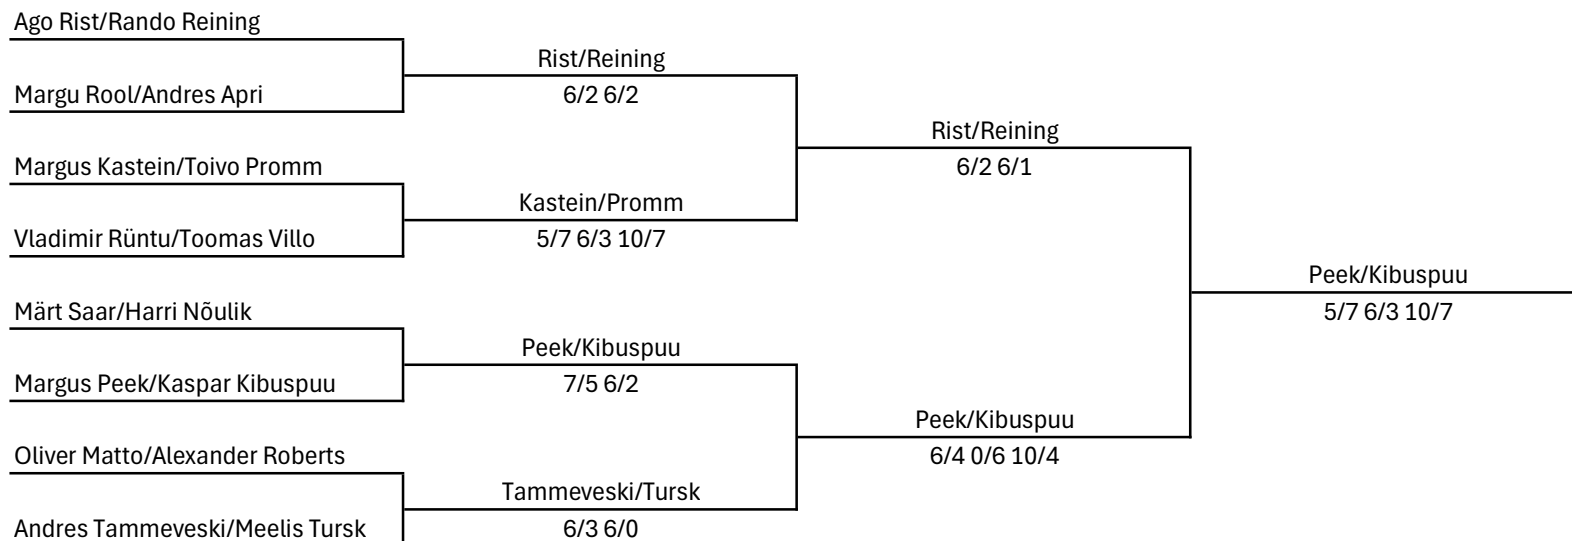 Ago Rist/Rando Reining
Rist/Reining
Margu Rool/Andres Apri
6/2 6/2
Rist/Reining
Margus Kastein/Toivo Promm
6/2 6/1
Kastein/Promm
Vladimir Rüntu/Toomas Villo
5/7 6/3 10/7
Peek/Kibuspuu
Märt Saar/Harri Nõulik
5/7 6/3 10/7
Peek/Kibuspuu
Margus Peek/Kaspar Kibuspuu
7/5 6/2
Peek/Kibuspuu
Oliver Matto/Alexander Roberts
6/4 0/6 10/4
Tammeveski/Tursk
Andres Tammeveski/Meelis Tursk
6/3 6/0